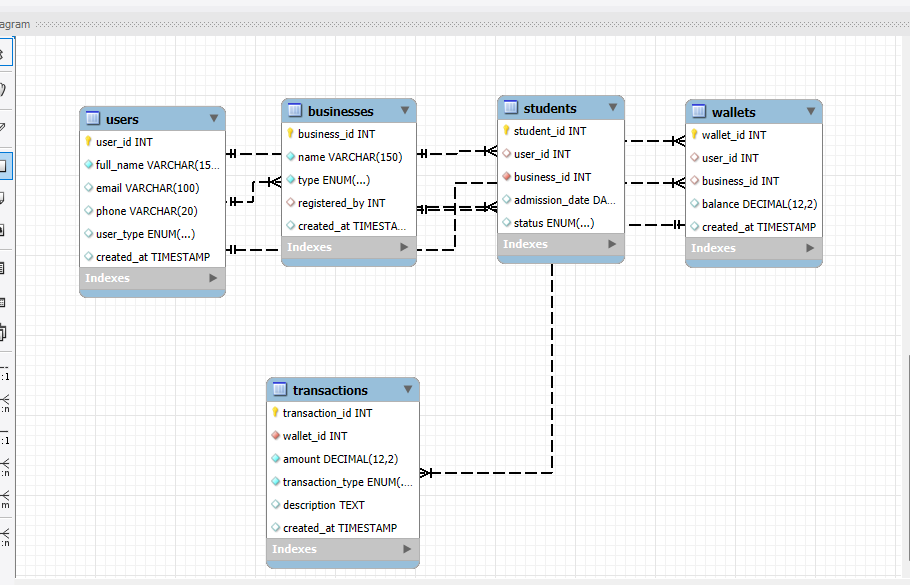 agram
users
user_id INT
full_name VARCHAR(15...
email VARCHAR(100)
phone VARCHAR(20)
user_type ENUM(...)
created_at TIMESTAMP
Indexes
businesses
business_id INT
name VARCHAR(150)
type ENUM(...)
registered_by INT
created_at TIMESTA...
Indexes
students
student_id INT
user_id INT
business_id INT
admission_date DA...
status ENUM(...)
Indexes
wallets
wallet_id INT
user_id INT
business_id INT
balance DECIMAL(12,2)
created_at TIMESTAMP
Indexes
transactions
transaction_id INT
wallet_id INT
amount DECIMAL(12,2)
transaction_type ENUM(....
description TEXT
created_at TIMESTAMP
Indexes
:1
:n
:1
:n
:m
:n